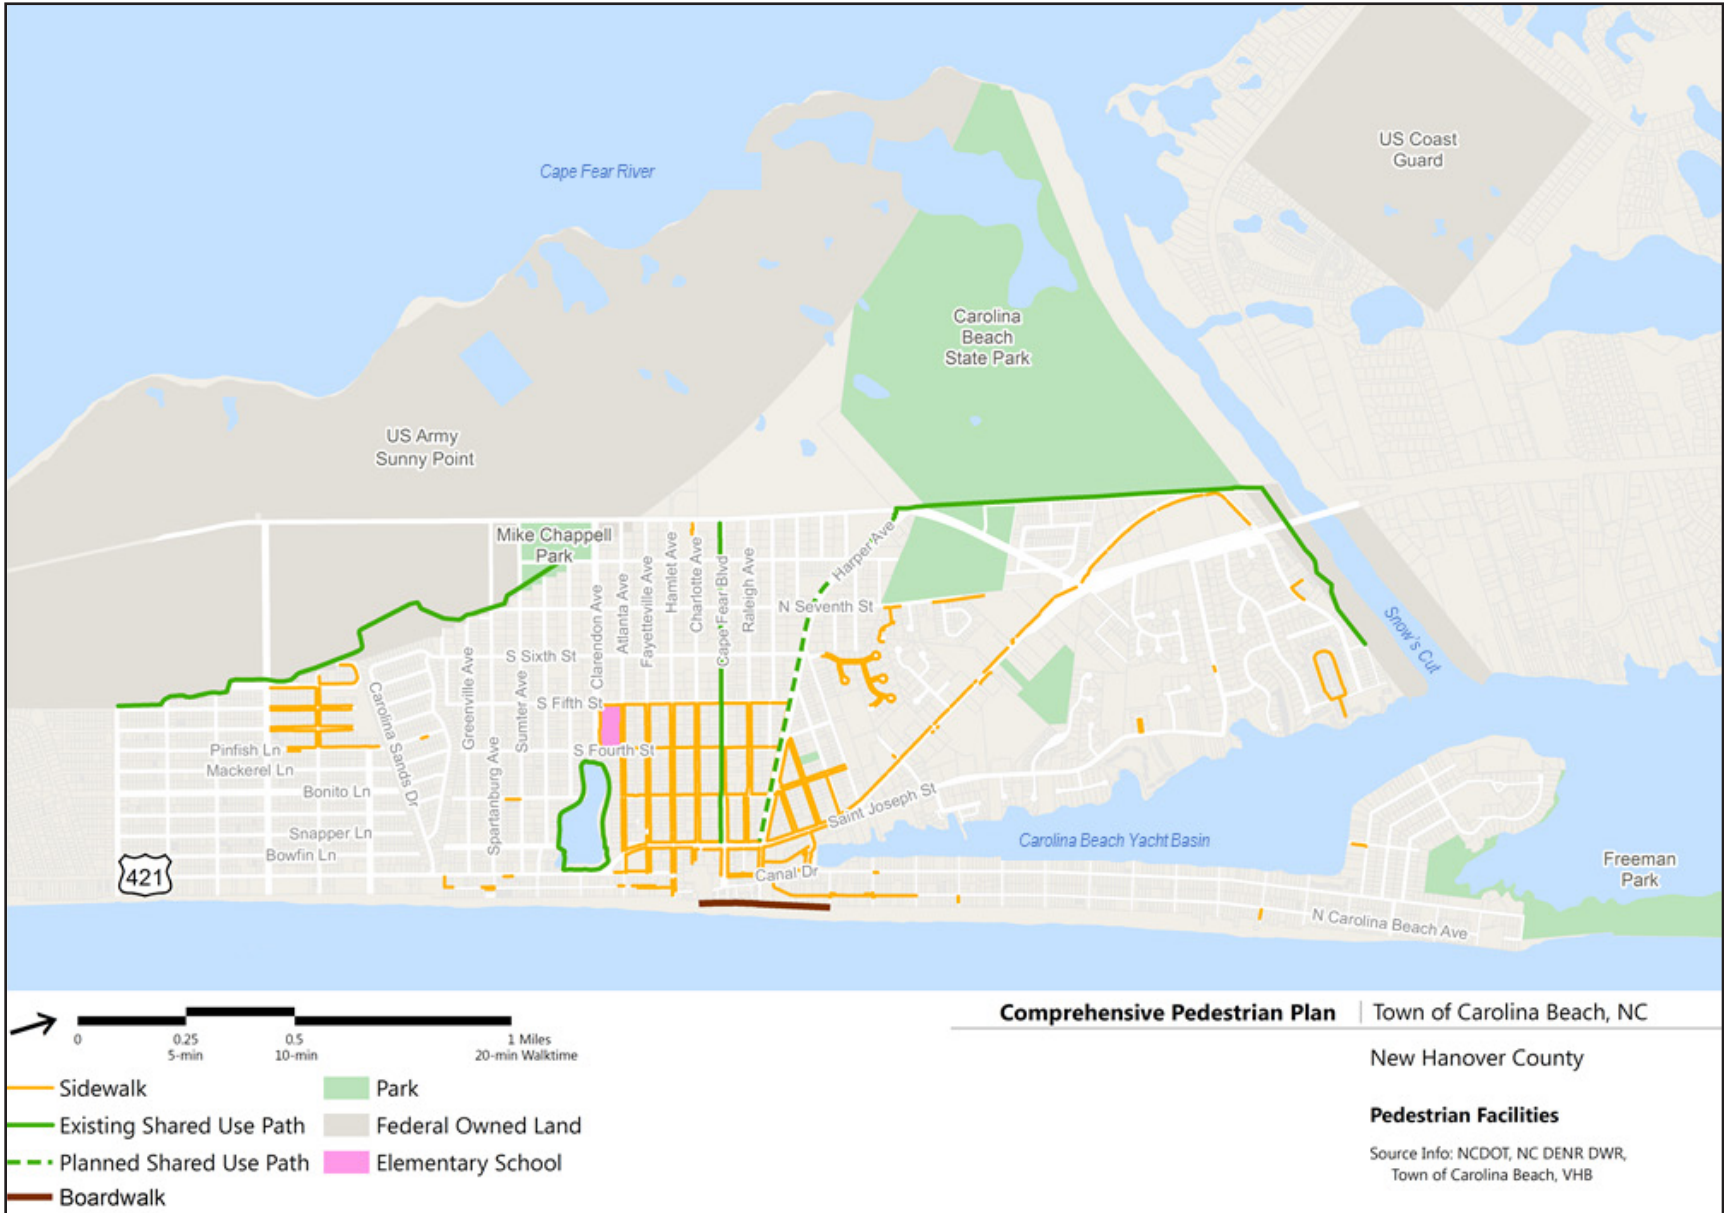 Cape Fear River
US Coast
Guard
Carolina
Beach
State Park
US Army
Sunny Point
Mike Chappell
Park
Clarendon Ave
Atlanta Ave
Fayetteville Ave
Hamlet Ave
Charlotte Ave
Cape Fear Blvd
Raleigh Ave
Harper Ave
N Seventh St
S Sixth St
S Fifth St
S Fourth St
Greenville Ave
Spartanburg Ave
Sumter Ave
Carolina Sands Dr
Pinfish Ln
Mackerel Ln
Bonito Ln
Snapper Ln
Bowfin Ln
421
Saint Joseph St
Canal Dr
Snow's Cut
Carolina Beach Yacht Basin
Freeman
Park
N Carolina Beach Ave
0 0.25 0.5 1 Miles
5-min 10-min 20-min Walktime
Sidewalk
Existing Shared Use Path
Planned Shared Use Path
Boardwalk
Park
Federal Owned Land
Elementary School
Comprehensive Pedestrian Plan | Town of Carolina Beach, NC
New Hanover County
Pedestrian Facilities
Source Info: NCDOT, NC DENR DWR,
Town of Carolina Beach, VHB